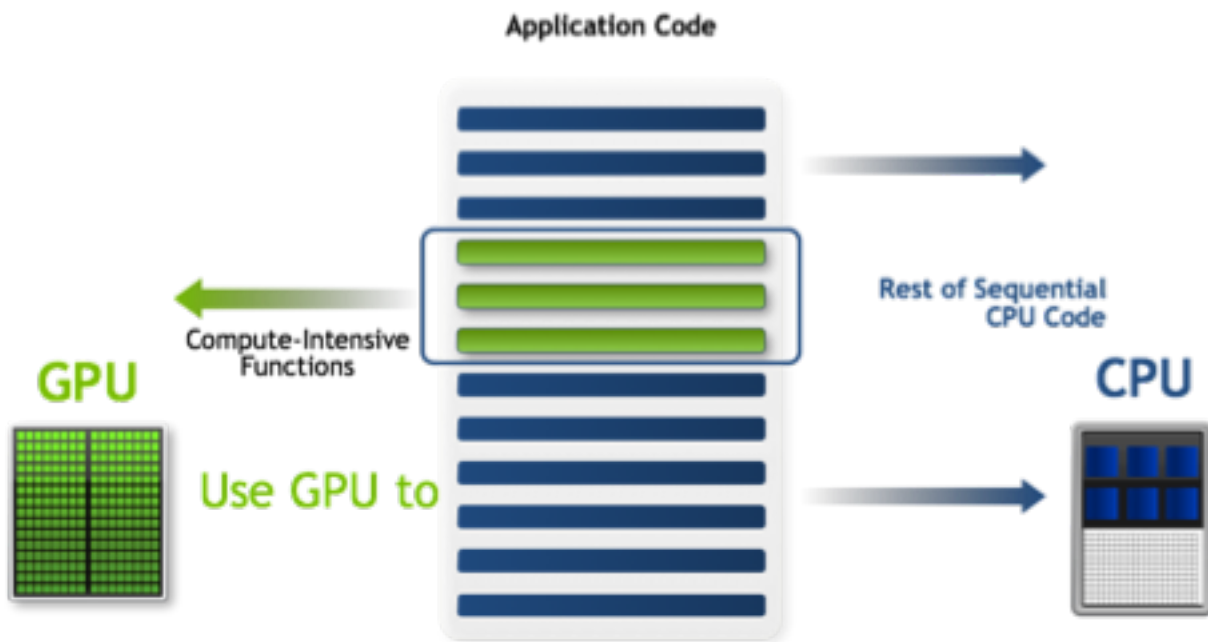 Application Code
Rest of Sequential
CPU Code
Compute-Intensive
Functions
GPU
CPU
Use GPU to